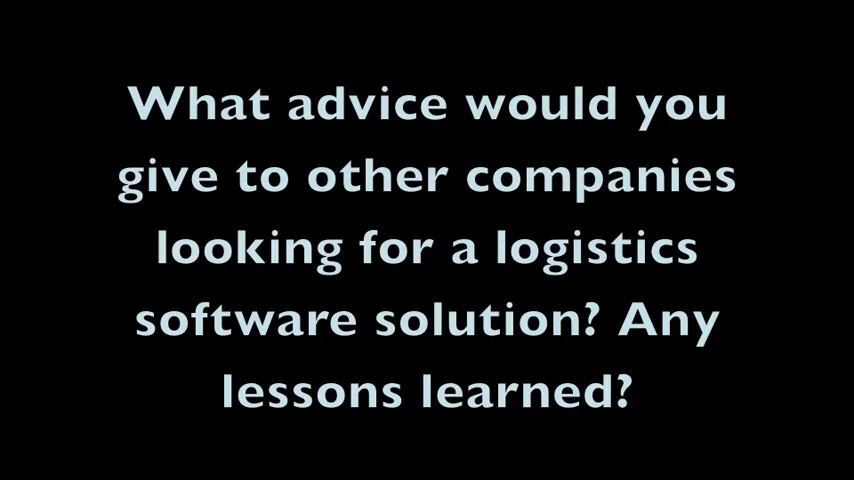 What advice would you
give to other companies
looking for a logistics
software solution? Any
lessons learned?